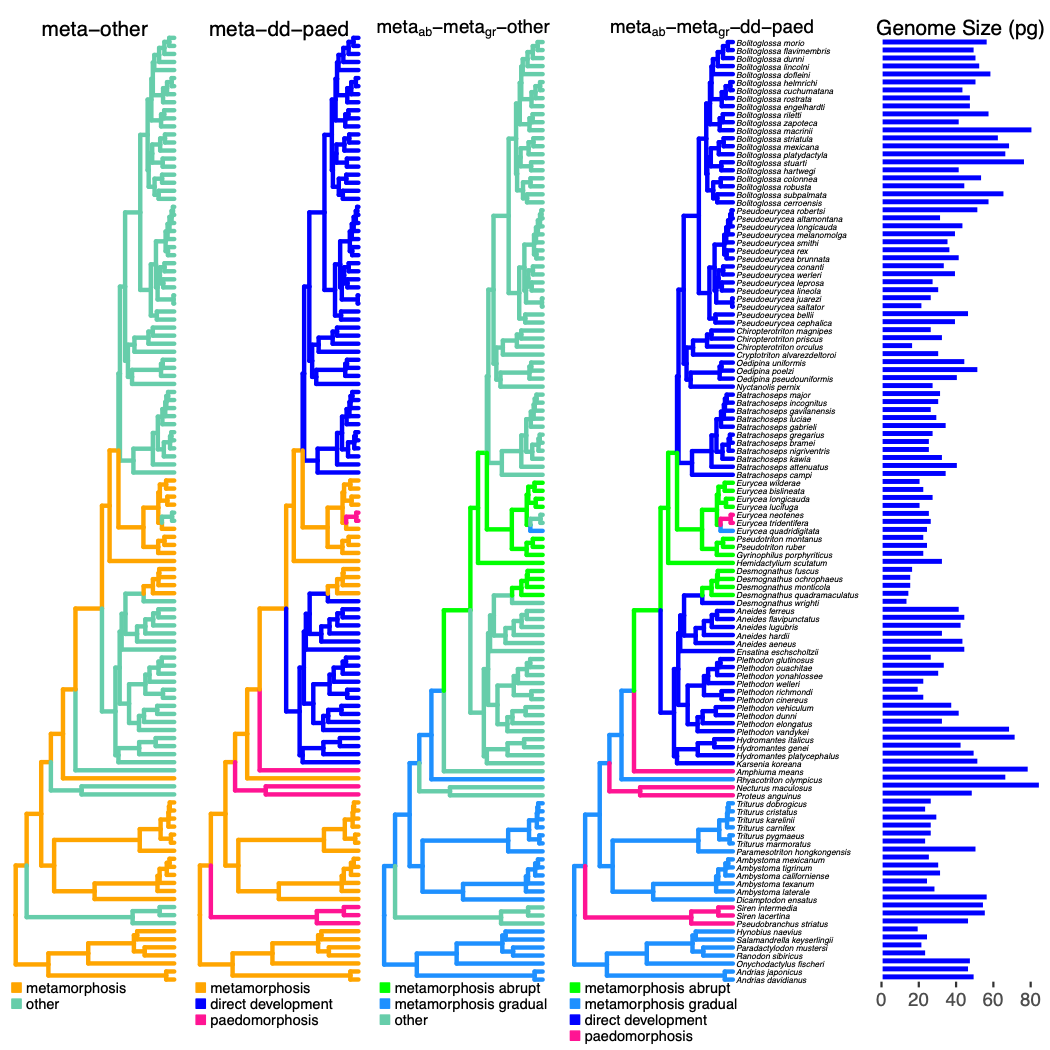 meta−other
meta−dd−paed
metaab−metagr−other
metaab−metagr−dd−paed
Genome Size (pg)
Bolitoglossa morio
Bolitoglossa flavimembris
Bolitoglossa dunni
Bolitoglossa lincolni
Bolitoglossa dofleini
Bolitoglossa helmrichi
Bolitoglossa cuchumatana
Bolitoglossa rostrata
Bolitoglossa engelhardti
Bolitoglossa riletti
Bolitoglossa zapoteca
Bolitoglossa macrinii
Bolitoglossa striatula
Bolitoglossa mexicana
Bolitoglossa platydactyla
Bolitoglossa stuarti
Bolitoglossa hartwegi
Bolitoglossa colonnea
Bolitoglossa robusta
Bolitoglossa subpalmata
Bolitoglossa cerroensis
Pseudoeurycea robertsi
Pseudoeurycea altamontana
Pseudoeurycea longicauda
Pseudoeurycea melanomolga
Pseudoeurycea smithi
Pseudoeurycea rex
Pseudoeurycea brunnata
Pseudoeurycea conanti
Pseudoeurycea werleri
Pseudoeurycea leprosa
Pseudoeurycea lineola
Pseudoeurycea juarezi
Pseudoeurycea saltator
Pseudoeurycea bellii
Pseudoeurycea cephalica
Chiropterotriton magnipes
Chiropterotriton priscus
Chiropterotriton orculus
Cryptotriton alvarezdeltoroi
Oedipina uniformis
Oedipina poelzi
Oedipina pseudouniformis
Nyctanolis pernix
Batrachoseps major
Batrachoseps incognitus
Batrachoseps gavilanensis
Batrachoseps luciae
Batrachoseps gabrieli
Batrachoseps gregarius
Batrachoseps bramei
Batrachoseps nigriventris
Batrachoseps kawia
Batrachoseps attenuatus
Batrachoseps campi
Eurycea wilderae
Eurycea bislineata
Eurycea longicauda
Eurycea lucifuga
Eurycea neotenes
Eurycea tridentifera
Eurycea quadridigitata
Pseudotriton montanus
Pseudotriton ruber
Gyrinophilus porphyriticus
Hemidactylium scutatum
Desmognathus fuscus
Desmognathus ochrophaeus
Desmognathus monticola
Desmognathus quadramaculatus
Desmognathus wrighti
Aneides ferreus
Aneides flavipunctatus
Aneides lugubris
Aneides hardii
Aneides aeneus
Ensatina eschscholtzii
Plethodon glutinosus
Plethodon ouachitae
Plethodon yonahlossee
Plethodon welleri
Plethodon richmondi
Plethodon cinereus
Plethodon vehiculum
Plethodon dunni
Plethodon elongatus
Plethodon vandykei
Hydromantes italicus
Hydromantes genei
Hydromantes platycephalus
Karsenia koreana
Amphiuma means
Rhyacotriton olympicus
Necturus maculosus
Proteus anguinus
Triturus dobrogicus
Triturus cristatus
Triturus karelinii
Triturus carnifex
Triturus pygmaeus
Triturus marmoratus
Paramesotriton hongkongensis
Ambystoma mexicanum
Ambystoma tigrinum
Ambystoma californiense
Ambystoma texanum
Ambystoma laterale
Dicamptodon ensatus
Siren intermedia
Siren lacertina
Pseudobranchus striatus
Hynobius naevius
Salamandrella keyserlingii
Paradactylodon mustersi
Ranodon sibiricus
Onychodactylus fischeri
Andrias japonicus
Andrias davidianus
metamorphosis
other
metamorphosis
direct development
paedomorphosis
metamorphosis abrupt
metamorphosis gradual
other
metamorphosis abrupt
metamorphosis gradual
direct development
paedomorphosis
0 20 40 60 80